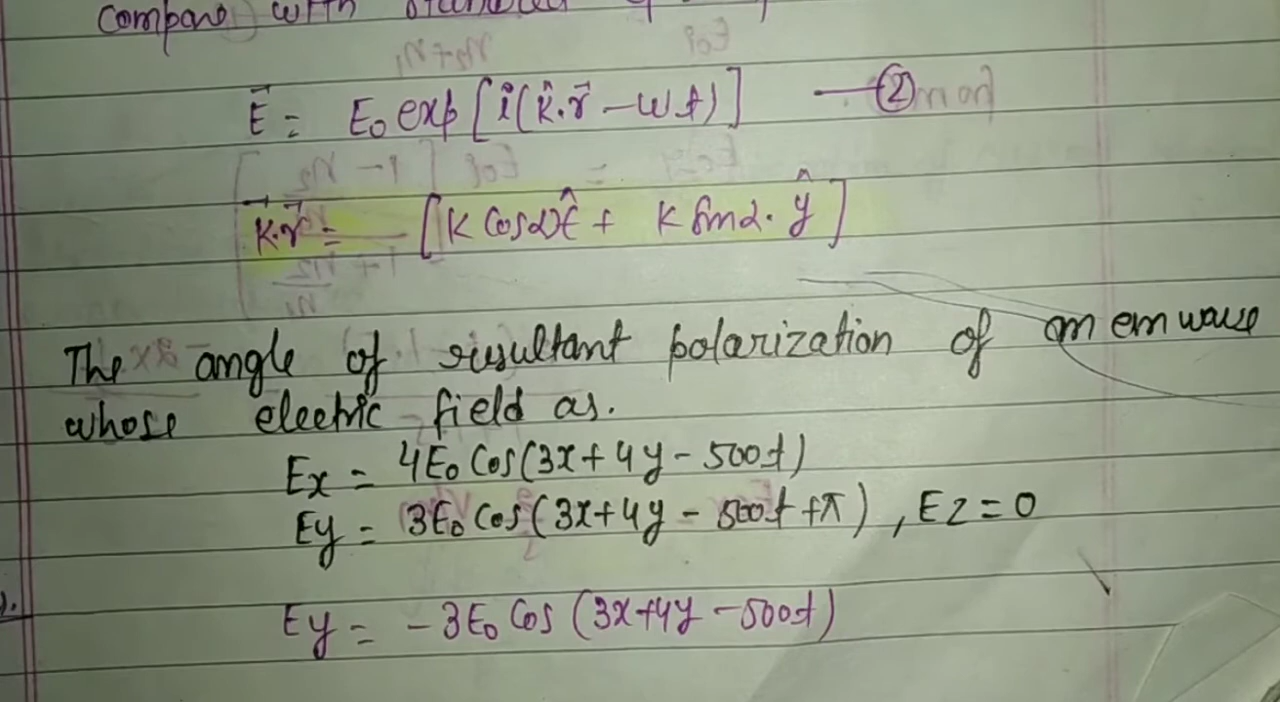 compare with
E⃗ = E₀ exp[i(k̂.r⃗ – ωt)] —②
k⃗.r⃗ = [K Cosα x̂ + K Sinα. ŷ]
The angle of resultant polarization of an em wave
whose electric field as.
Ex = 4E₀ Cos(3x+4y-500t)
Ey = 3E₀ Cos(3x+4y-500t+π), EZ=0
Ey = -3E₀ Cos (3x+4y-500t)